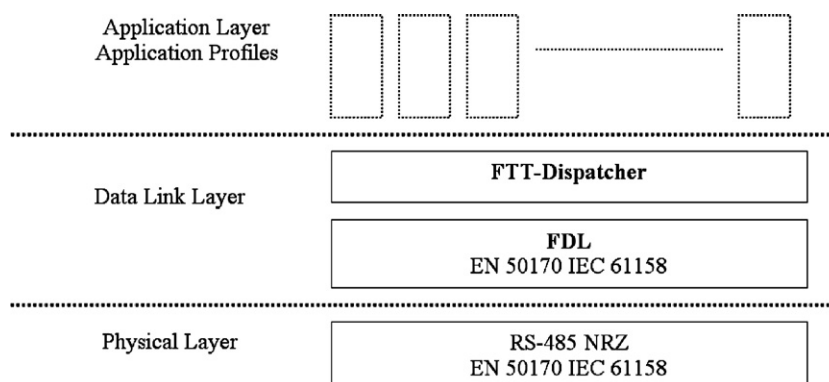 Application Layer
Application Profiles
FTT-Dispatcher
Data Link Layer
FDL
EN 50170 IEC 61158
Physical Layer
RS-485 NRZ
EN 50170 IEC 61158